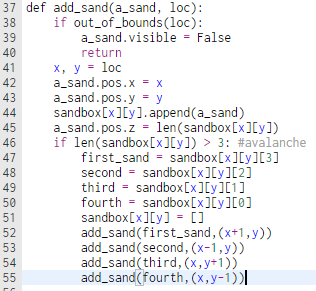 37 def add_sand(a_sand, loc):
38     if out_of_bounds(loc):
39         a_sand.visible = False
40         return
41     x, y = loc
42     a_sand.pos.x = x
43     a_sand.pos.y = y
44     sandbox[x][y].append(a_sand)
45     a_sand.pos.z = len(sandbox[x][y])
46     if len(sandbox[x][y]) > 3: #avalanche
47         first_sand = sandbox[x][y][3]
48         second = sandbox[x][y][2]
49         third = sandbox[x][y][1]
50         fourth = sandbox[x][y][0]
51         sandbox[x][y] = []
52         add_sand(first_sand,(x+1,y))
53         add_sand(second,(x-1,y))
54         add_sand(third,(x,y+1))
55         add_sand(fourth,(x,y-1))